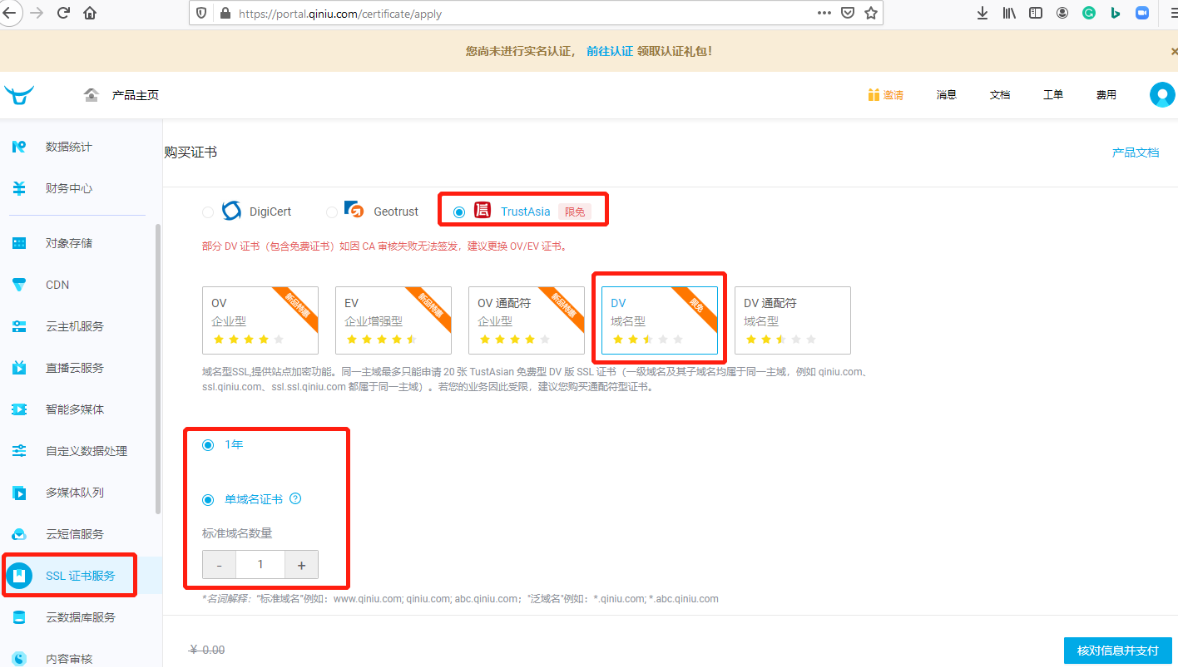 https://portal.qiniu.com/certificate/apply
您尚未进行实名认证， 前往认证 领取认证礼包！
产品主页
邀请
消息
文档
工单
费用
数据统计
财务中心
对象存储
CDN
云主机服务
直播云服务
智能多媒体
自定义数据处理
多媒体队列
云短信服务
SSL 证书服务
云数据库服务
内容审核
购买证书
产品文档
DigiCert
Geotrust
TrustAsia 限免
部分 DV 证书（包含免费证书）如因 CA 审核失败无法签发，建议更换 OV/EV 证书。
OV
企业型
EV
企业增强型
OV 通配符
企业型
DV
域名型
限免
DV 通配符
域名型
域名型SSL,提供站点加密功能。同一主域最多只能申请 20 张 TustAsian 免费型 DV 版 SSL 证书（一级域名及其子域名均属于同一主域，例如 qiniu.com、
ssl.qiniu.com、ssl.ssl.qiniu.com 都属于同一主域）。若您的业务因此受限，建议您购买通配符型证书。
1年
单域名证书 ?
标准域名数量
- 1 +
*名词解释："标准域名"例如：www.qiniu.com; qiniu.com; abc.qiniu.com；"泛域名"例如：*.qiniu.com; *.abc.qiniu.com
¥ 0.00
核对信息并支付